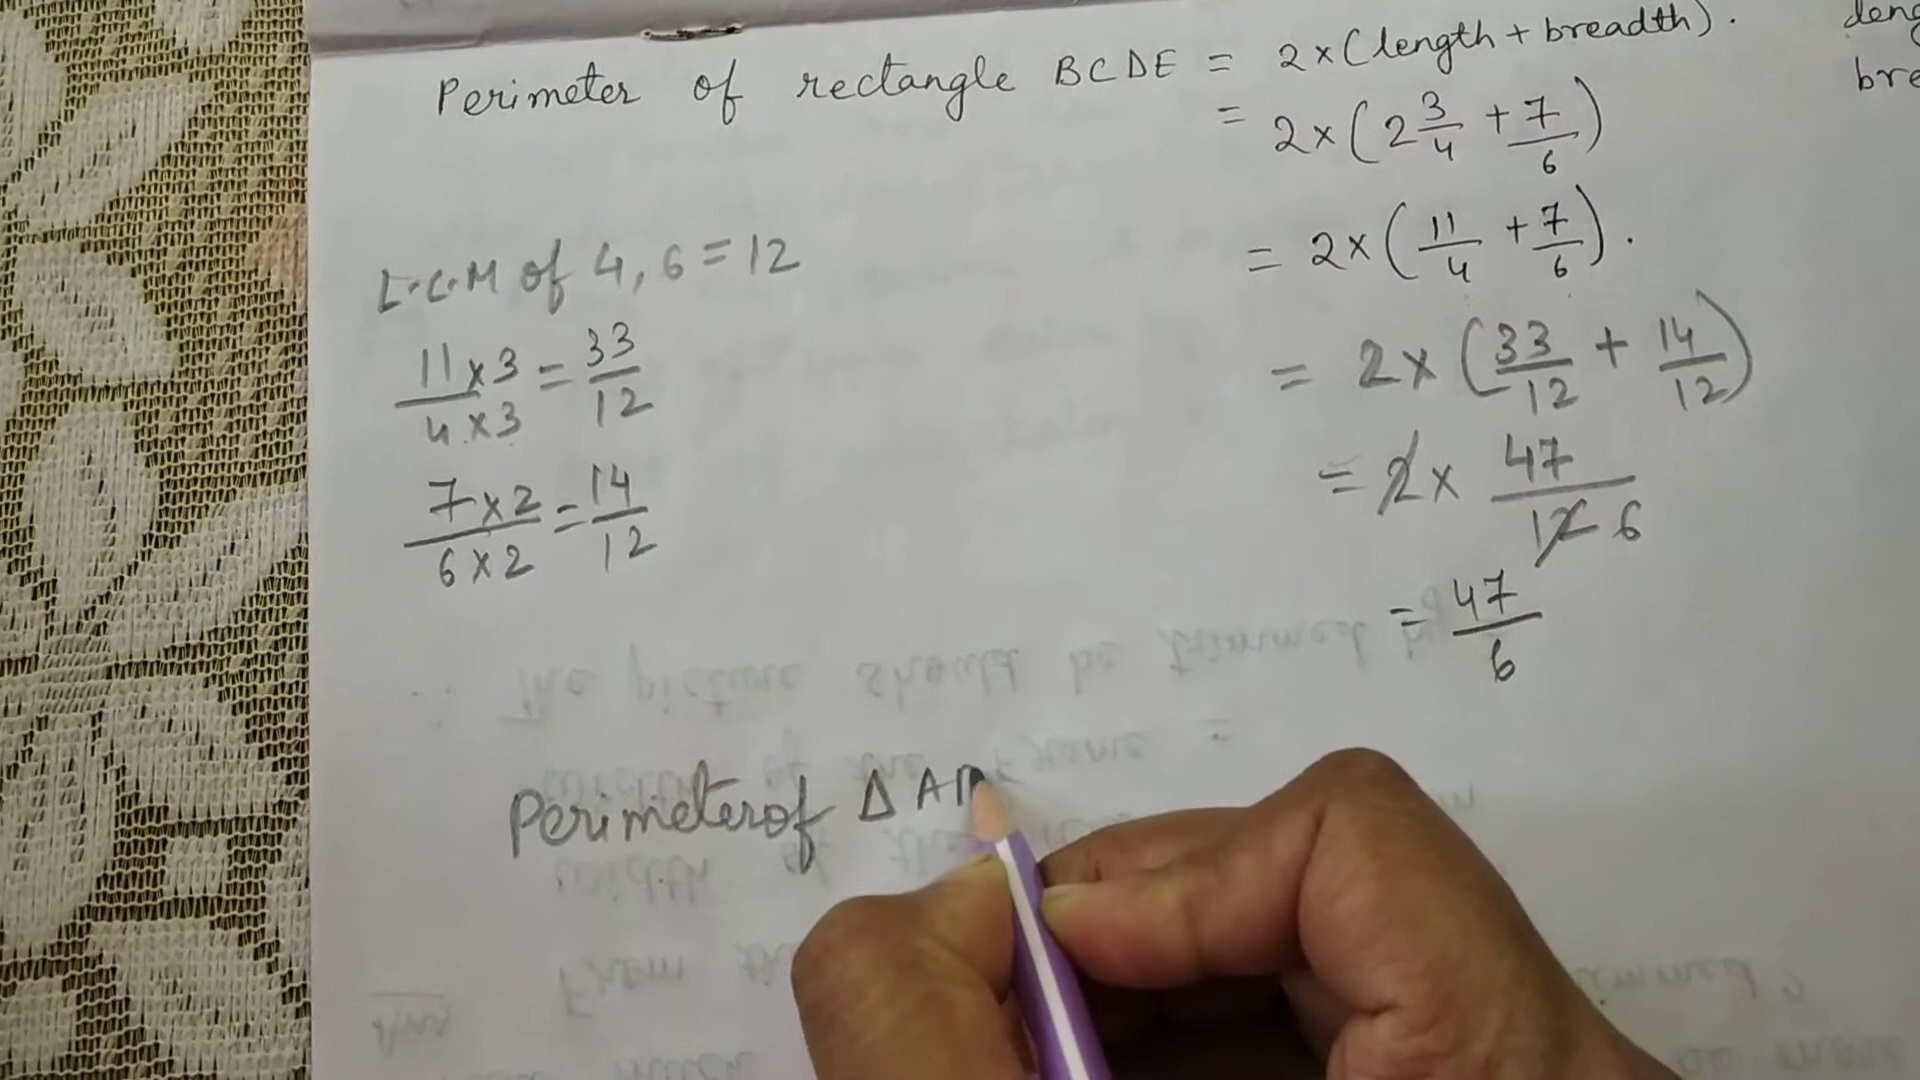 Perimeter of rectangle BCDE = 2×(length + breadth).
= 2×(2 3/4 + 7/6)
= 2×(11/4 + 7/6).
L.C.M of 4, 6 = 12
11×3/4×3 = 33/12
7×2/6×2 = 14/12
= 2×(33/12 + 14/12)
= 2× 47/12 6
= 47/6
Perimeter of Δ A